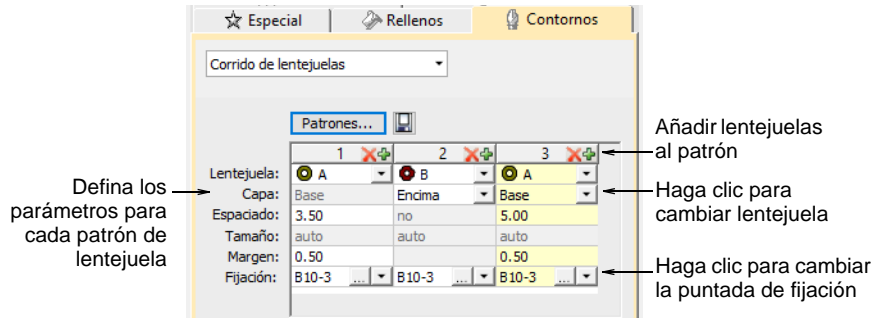 Especial
Rellenos
Contornos
Corrido de lentejuelas
Patrones...
1 2 3
Lentejuela: A B A
Capa: Base Encima Base
Espaciado: 3.50 no 5.00
Tamaño: auto auto auto
Margen: 0.50 0.50
Fijación: B10-3 ... B10-3 ... B10-3 ...
Defina los
parámetros para
cada patrón de
lentejuela
Añadir lentejuelas
al patrón
Haga clic para
cambiar lentejuela
Haga clic para cambiar
la puntada de fijación